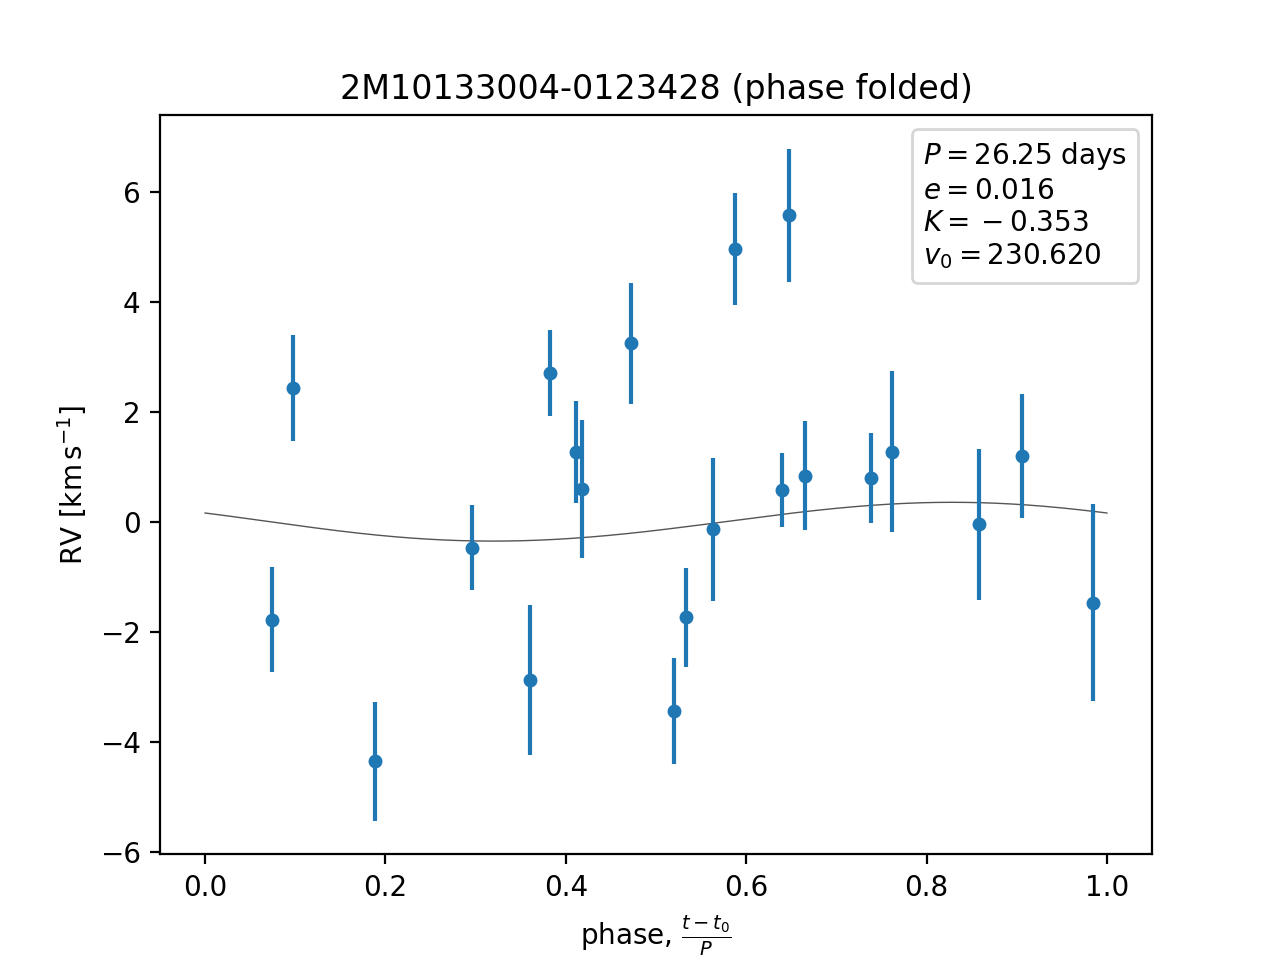 2M10133004-0123428 (phase folded)
P = 26.25 days
e = 0.016
K = −0.353
v₀ = 230.620
RV [km s⁻¹]
6
4
2
0
−2
−4
−6
0.0 0.2 0.4 0.6 0.8 1.0
phase, (t − t₀)/P